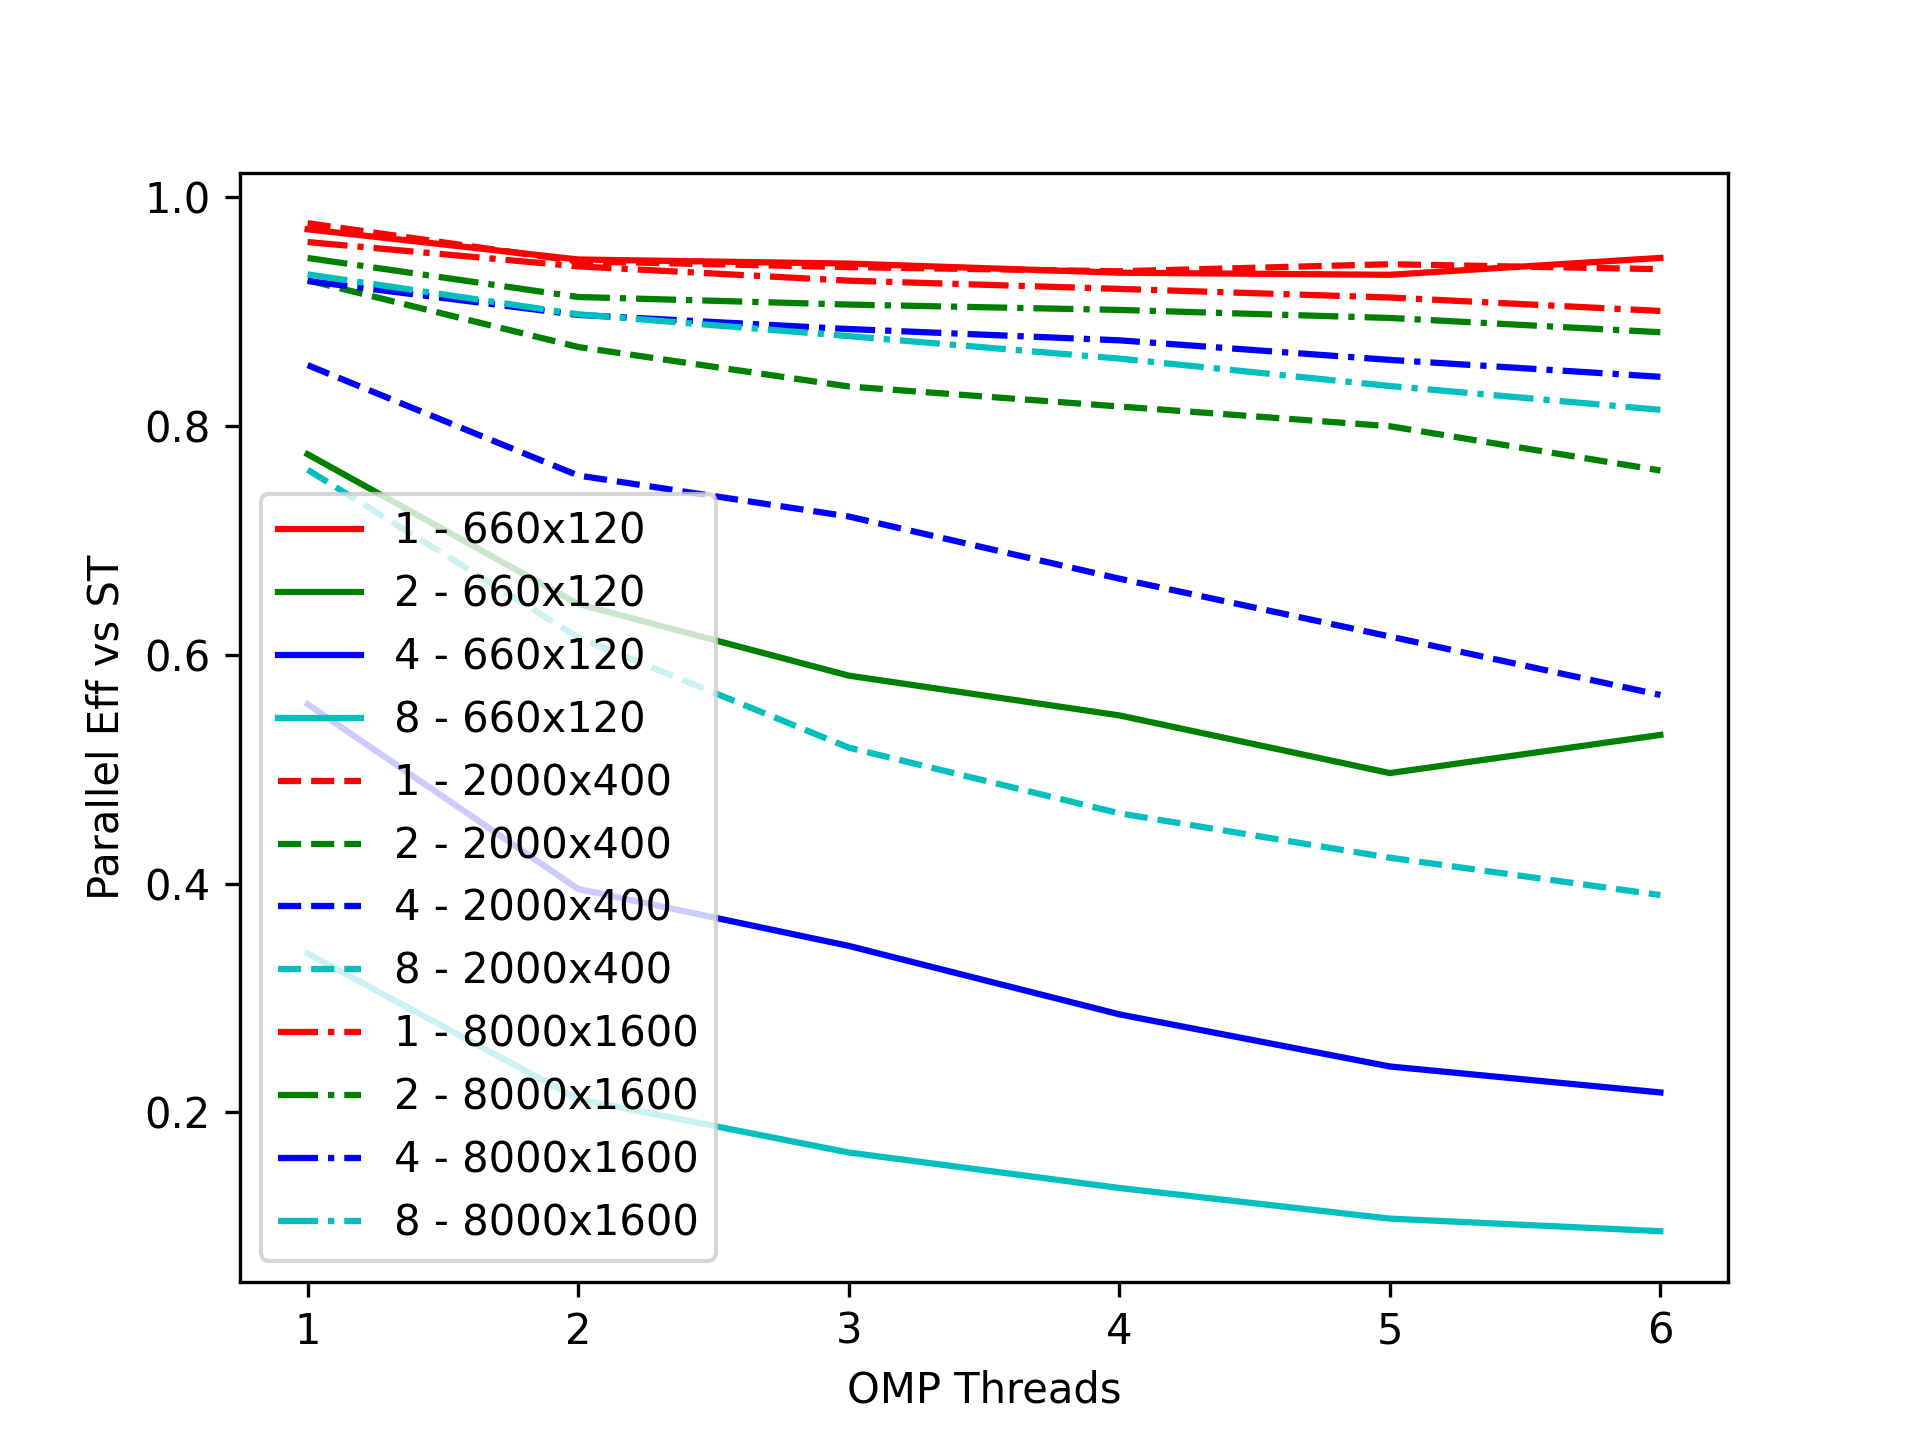 1.0
0.8
0.6
0.4
0.2
Parallel Eff vs ST
1 - 660x120
2 - 660x120
4 - 660x120
8 - 660x120
1 - 2000x400
2 - 2000x400
4 - 2000x400
8 - 2000x400
1 - 8000x1600
2 - 8000x1600
4 - 8000x1600
8 - 8000x1600
1 2 3 4 5 6
OMP Threads